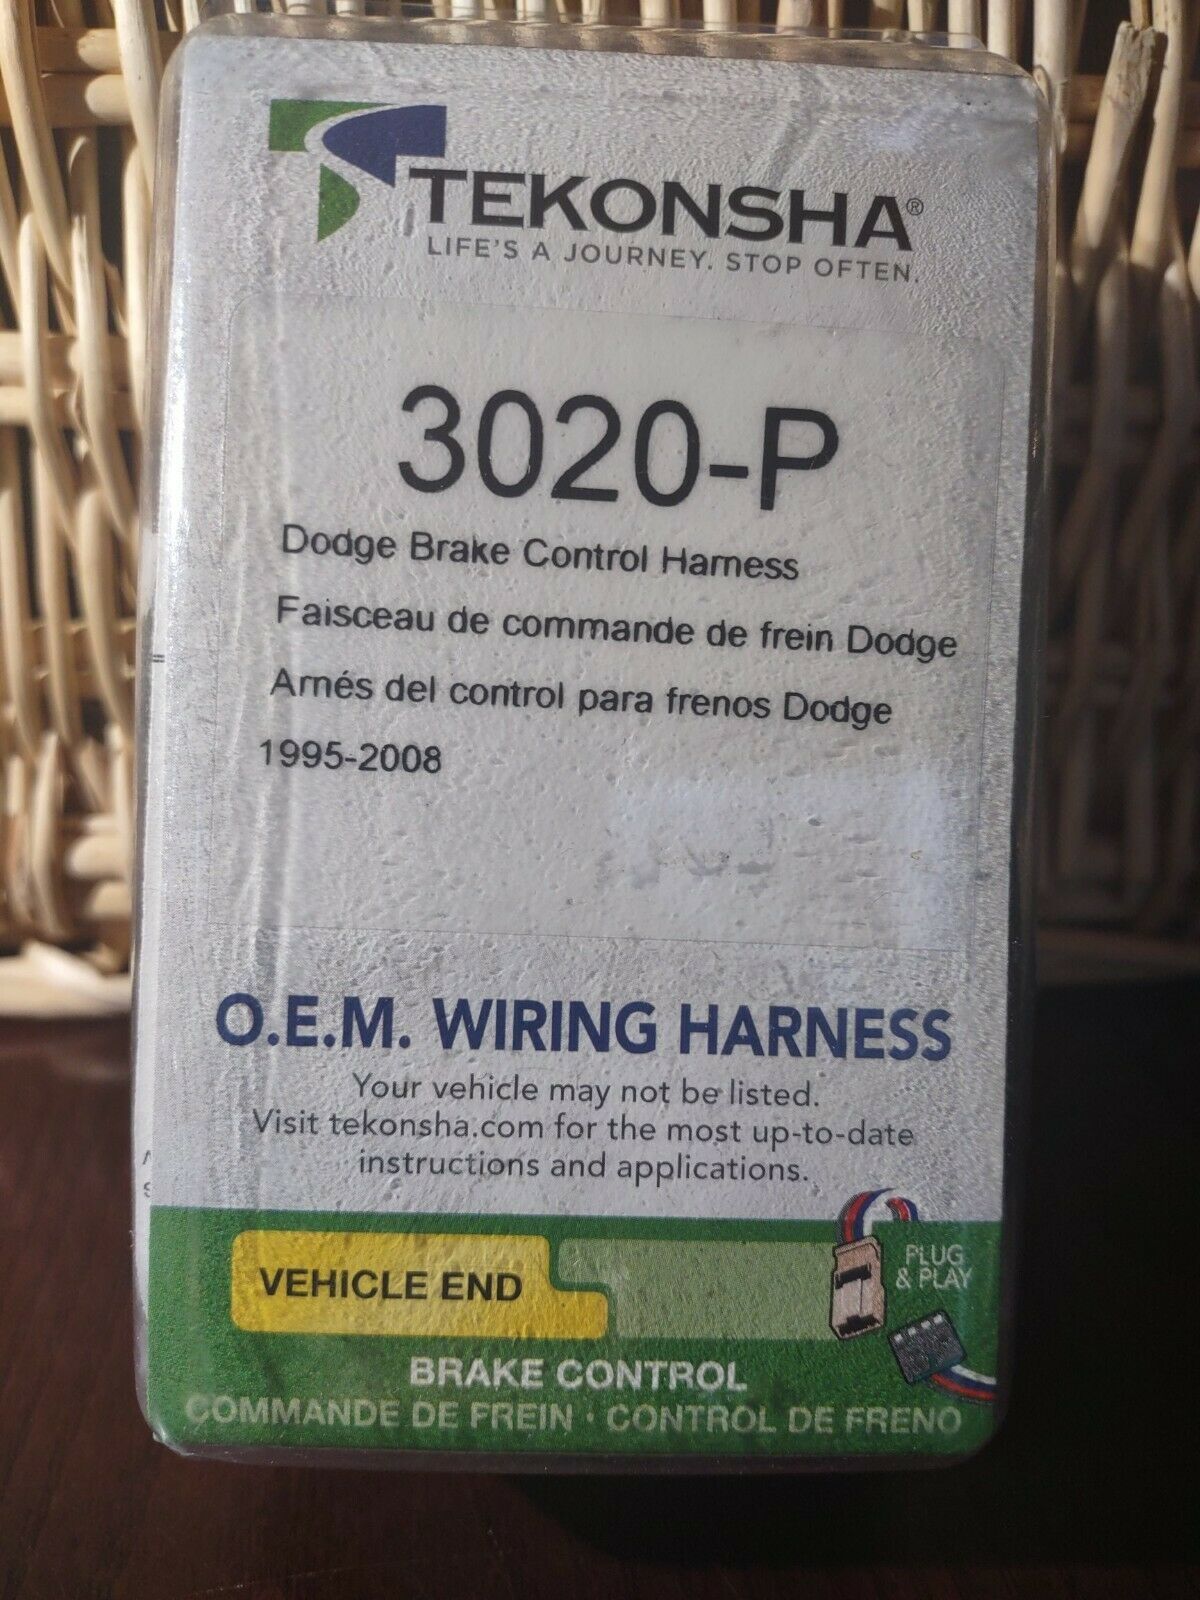 TEKONSHA®
LIFE'S A JOURNEY. STOP OFTEN.
3020-P
Dodge Brake Control Harness
Faisceau de commande de frein Dodge
Arnés del control para frenos Dodge
1995-2008
O.E.M. WIRING HARNESS
Your vehicle may not be listed.
Visit tekonsha.com for the most up-to-date
instructions and applications.
PLUG
& PLAY
VEHICLE END
BRAKE CONTROL
COMMANDE DE FREIN · CONTROL DE FRENO